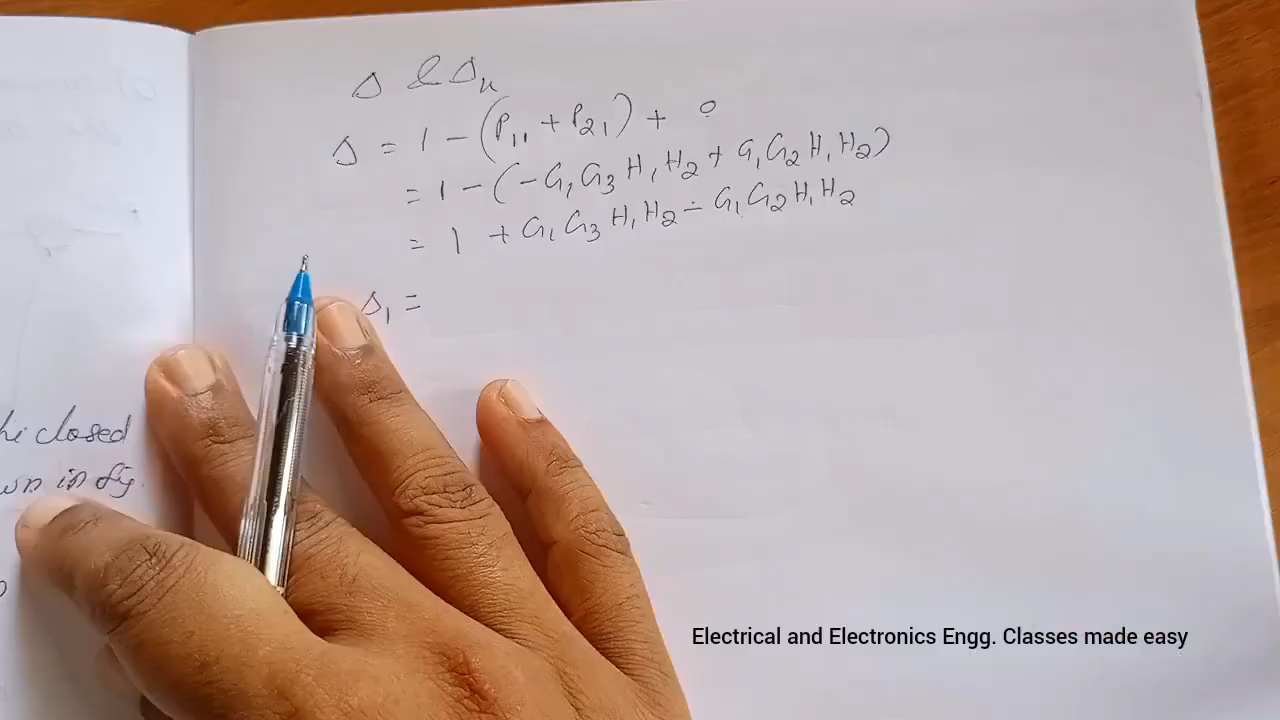 Δ & Δk
Δ = 1 - (P11 + P21) + 0
= 1 - (-G1G3H1H2 + G1G2H1H2)
= 1 + G1G3H1H2 - G1G2H1H2
Δ1 =
closed
in fig.
Electrical and Electronics Engg. Classes made easy